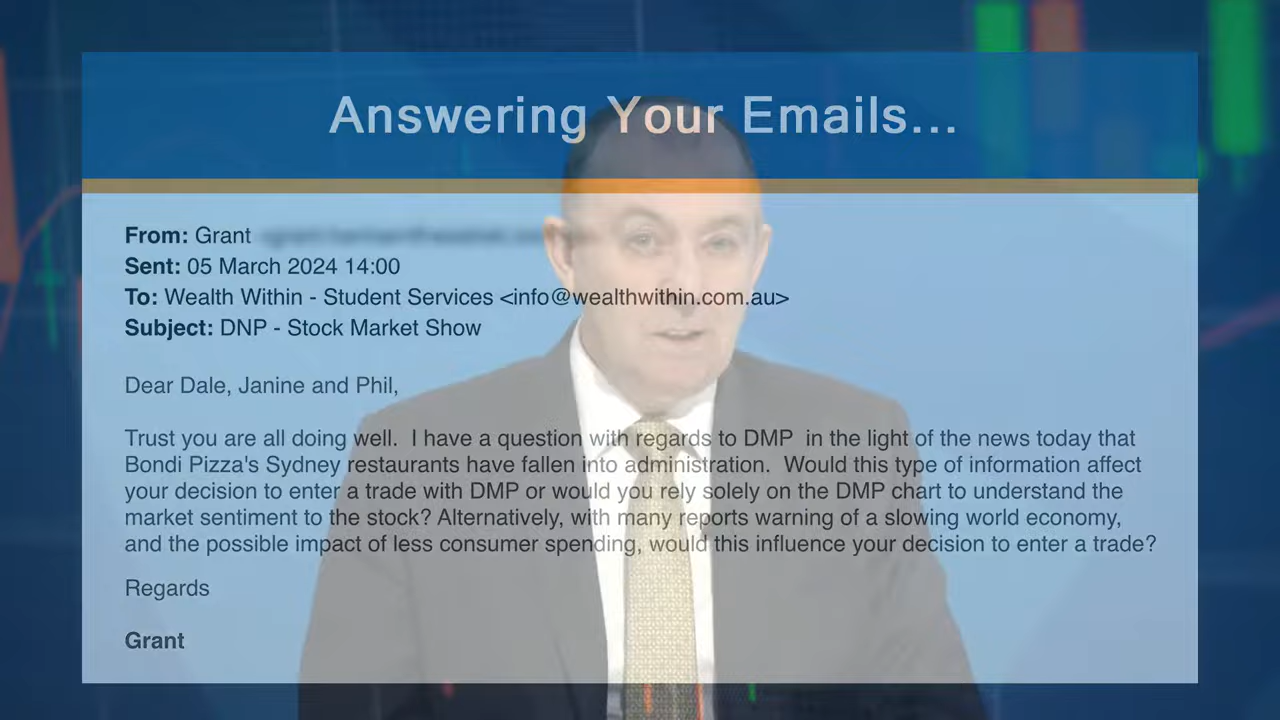 Answering Your Emails...
From: Grant
Sent: 05 March 2024 14:00
To: Wealth Within - Student Services <info@wealthwithin.com.au>
Subject: DNP - Stock Market Show
Dear Dale, Janine and Phil,
Trust you are all doing well.  I have a question with regards to DMP  in the light of the news today that
Bondi Pizza's Sydney restaurants have fallen into administration.  Would this type of information affect
your decision to enter a trade with DMP or would you rely solely on the DMP chart to understand the
market sentiment to the stock? Alternatively, with many reports warning of a slowing world economy,
and the possible impact of less consumer spending, would this influence your decision to enter a trade?
Regards
Grant